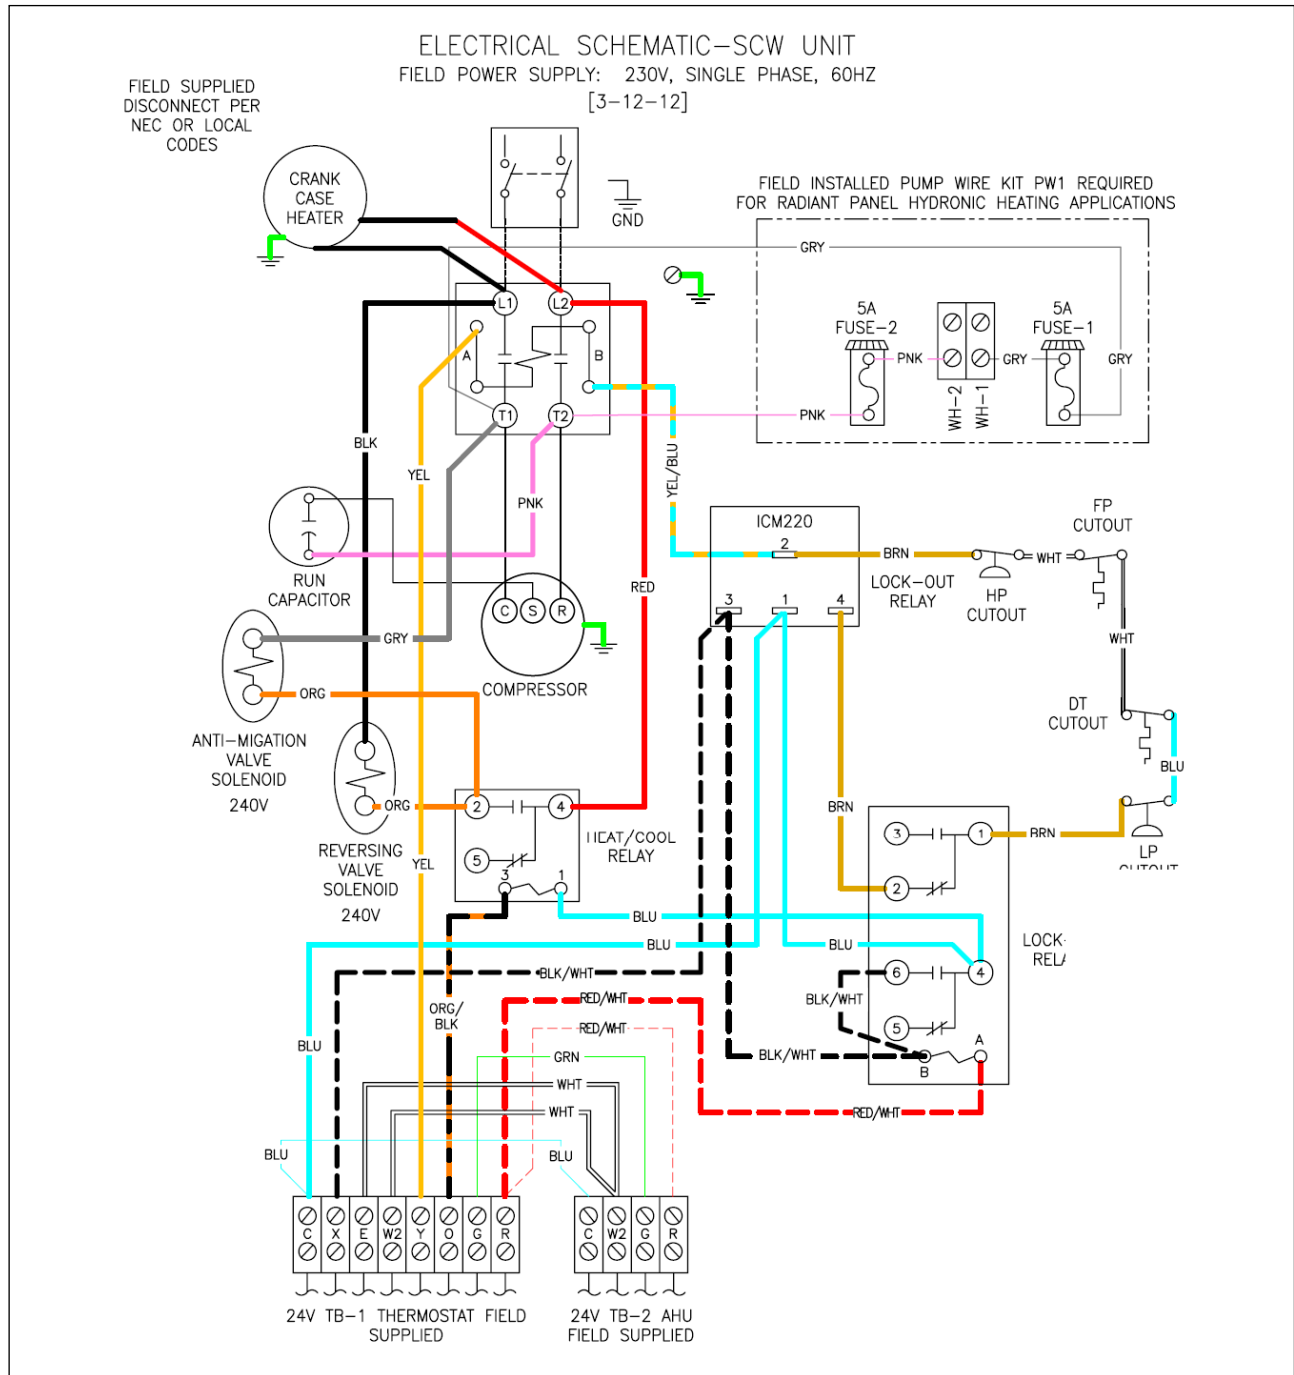 ELECTRICAL SCHEMATIC-SCW UNIT
FIELD POWER SUPPLY: 230V, SINGLE PHASE, 60HZ
[3-12-12]
FIELD SUPPLIED
DISCONNECT PER
NEC OR LOCAL
CODES
CRANK
CASE
HEATER
GND
FIELD INSTALLED PUMP WIRE KIT PW1 REQUIRED
FOR RADIANT PANEL HYDRONIC HEATING APPLICATIONS
GRY
L1
L2
5A
FUSE-2
5A
FUSE-1
A
B
PNK
GRY
GRY
WH-2
WH-1
T1
T2
PNK
BLK
YEL
YEL/BLU
PNK
ICM220
2
FP
CUTOUT
BRN
WHT
RUN
CAPACITOR
RED
LOCK-OUT
RELAY
HP
CUTOUT
C
S
R
3
1
4
GRY
WHT
COMPRESSOR
ORG
DT
CUTOUT
ANTI-MIGATION
VALVE
SOLENOID
240V
BLU
ORG
2
4
BRN
3
1
BRN
HEAT/COOL
RELAY
LP
REVERSING
VALVE
SOLENOID
240V
YEL
5
3
1
2
BLU
BLU
BLU
LOCK-
BLK/WHT
6
4
BLK/WHT
RED/WHT
ORG/
BLK
RED/WHT
5
BLU
GRN
BLK/WHT
B
A
WHT
WHT
RED/WHT
BLU
BLU
C
X
E
W2
Y
O
G
R
C
W2
G
R
24V TB-1 THERMOSTAT FIELD
SUPPLIED
24V TB-2 AHU
FIELD SUPPLIED